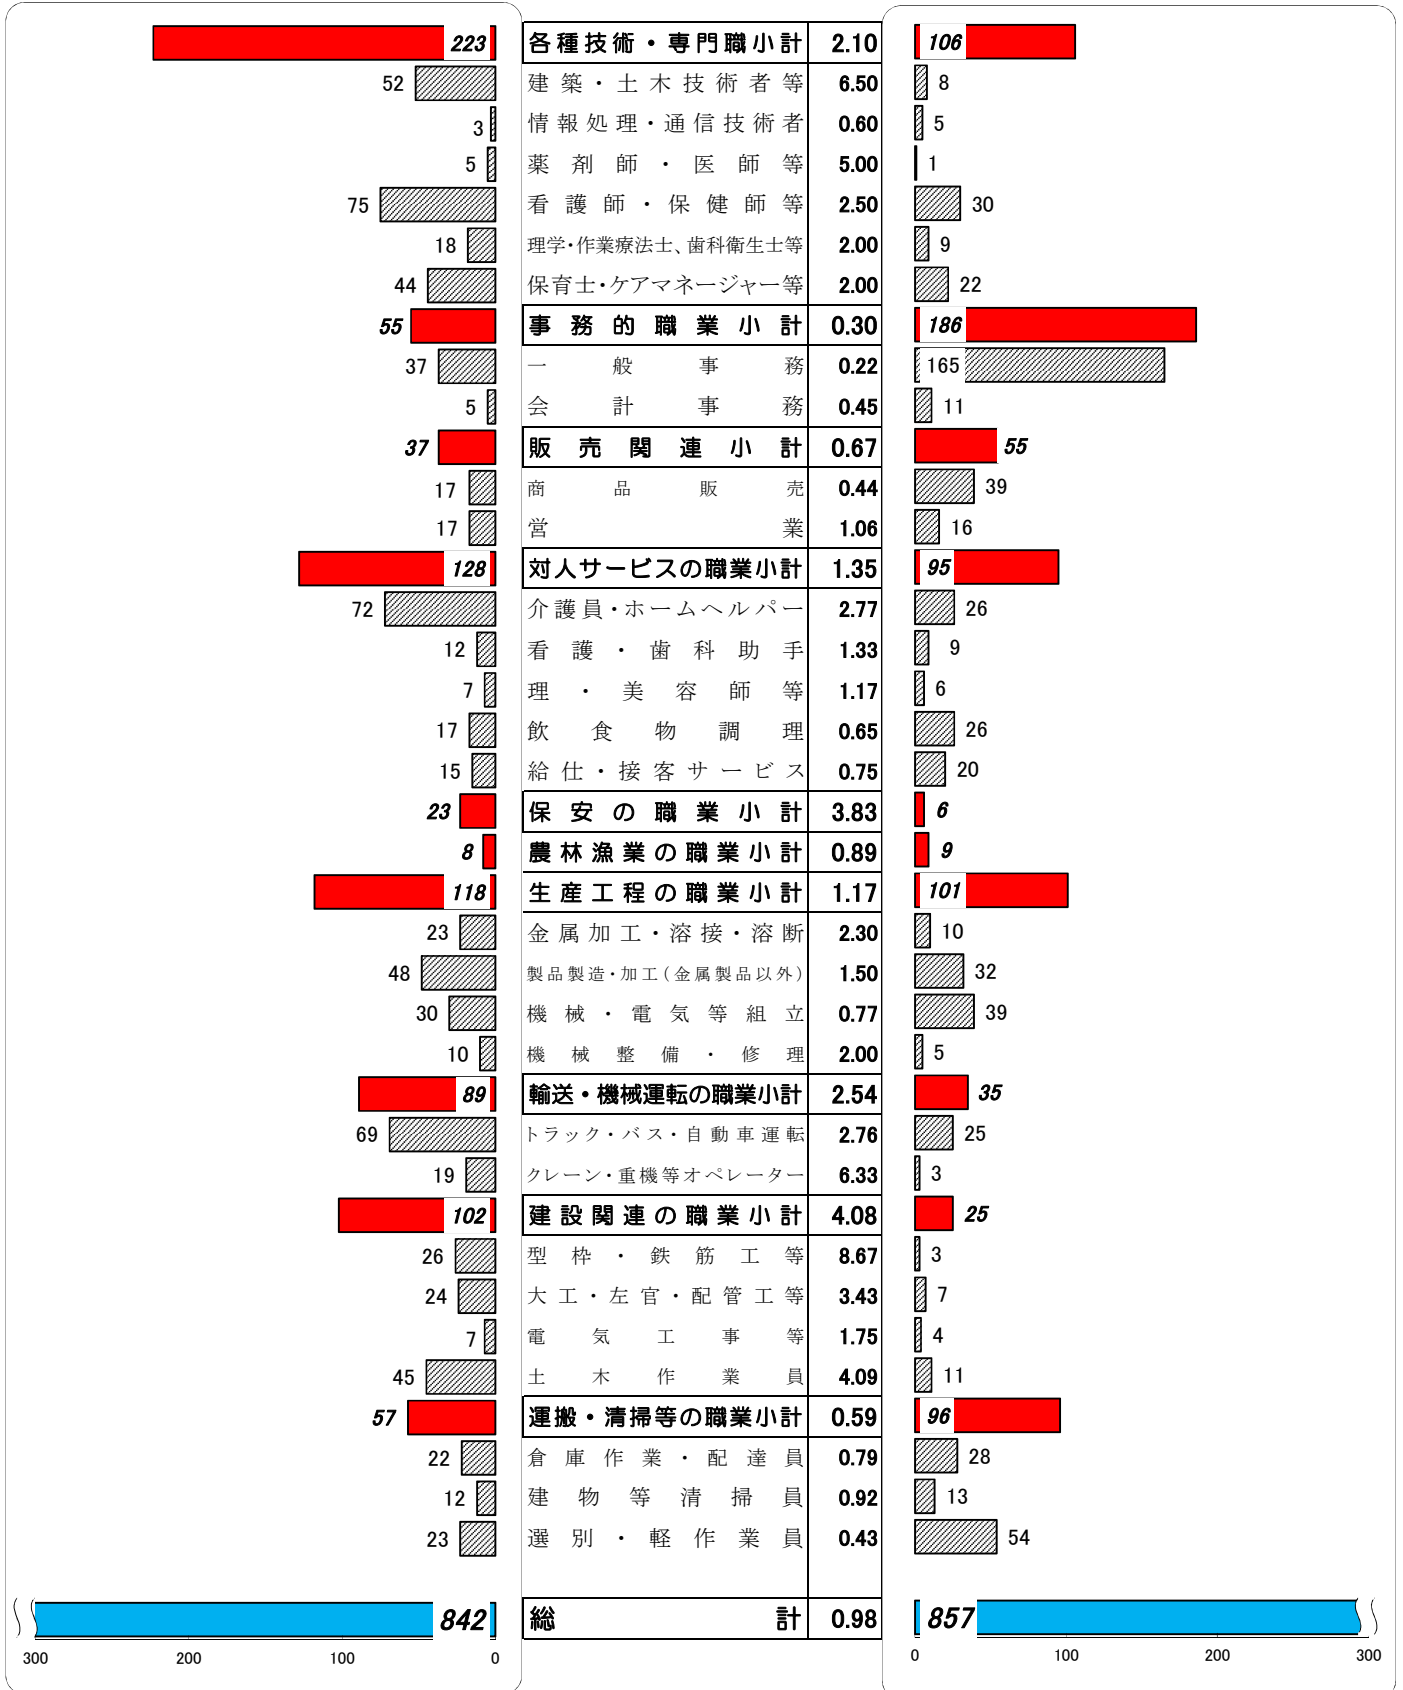 223 各種技術・専門職小計 2.10 106
52 建築・土木技術者等 6.50 8
3 情報処理・通信技術者 0.60 5
5 薬剤師・医師等 5.00 1
75 看護師・保健師等 2.50 30
18 理学・作業療法士、歯科衛生士等 2.00 9
44 保育士・ケアマネージャー等 2.00 22
55 事務的職業小計 0.30 186
37 一般事務 0.22 165
5 会計事務 0.45 11
37 販売関連小計 0.67 55
17 商品販売 0.44 39
17 営業 1.06 16
128 対人サービスの職業小計 1.35 95
72 介護員・ホームヘルパー 2.77 26
12 看護・歯科助手 1.33 9
7 理・美容師等 1.17 6
17 飲食物調理 0.65 26
15 給仕・接客サービス 0.75 20
23 保安の職業小計 3.83 6
8 農林漁業の職業小計 0.89 9
118 生産工程の職業小計 1.17 101
23 金属加工・溶接・溶断 2.30 10
48 製品製造・加工(金属製品以外) 1.50 32
30 機械・電気等組立 0.77 39
10 機械整備・修理 2.00 5
89 輸送・機械運転の職業小計 2.54 35
69 トラック・バス・自動車運転 2.76 25
19 クレーン・重機等オペレーター 6.33 3
102 建設関連の職業小計 4.08 25
26 型枠・鉄筋工等 8.67 3
24 大工・左官・配管工等 3.43 7
7 電気工事等 1.75 4
45 土木作業員 4.09 11
57 運搬・清掃等の職業小計 0.59 96
22 倉庫作業・配達員 0.79 28
12 建物等清掃員 0.92 13
23 選別・軽作業員 0.43 54
842 総計 0.98 857
300 200 100 0 0 100 200 300